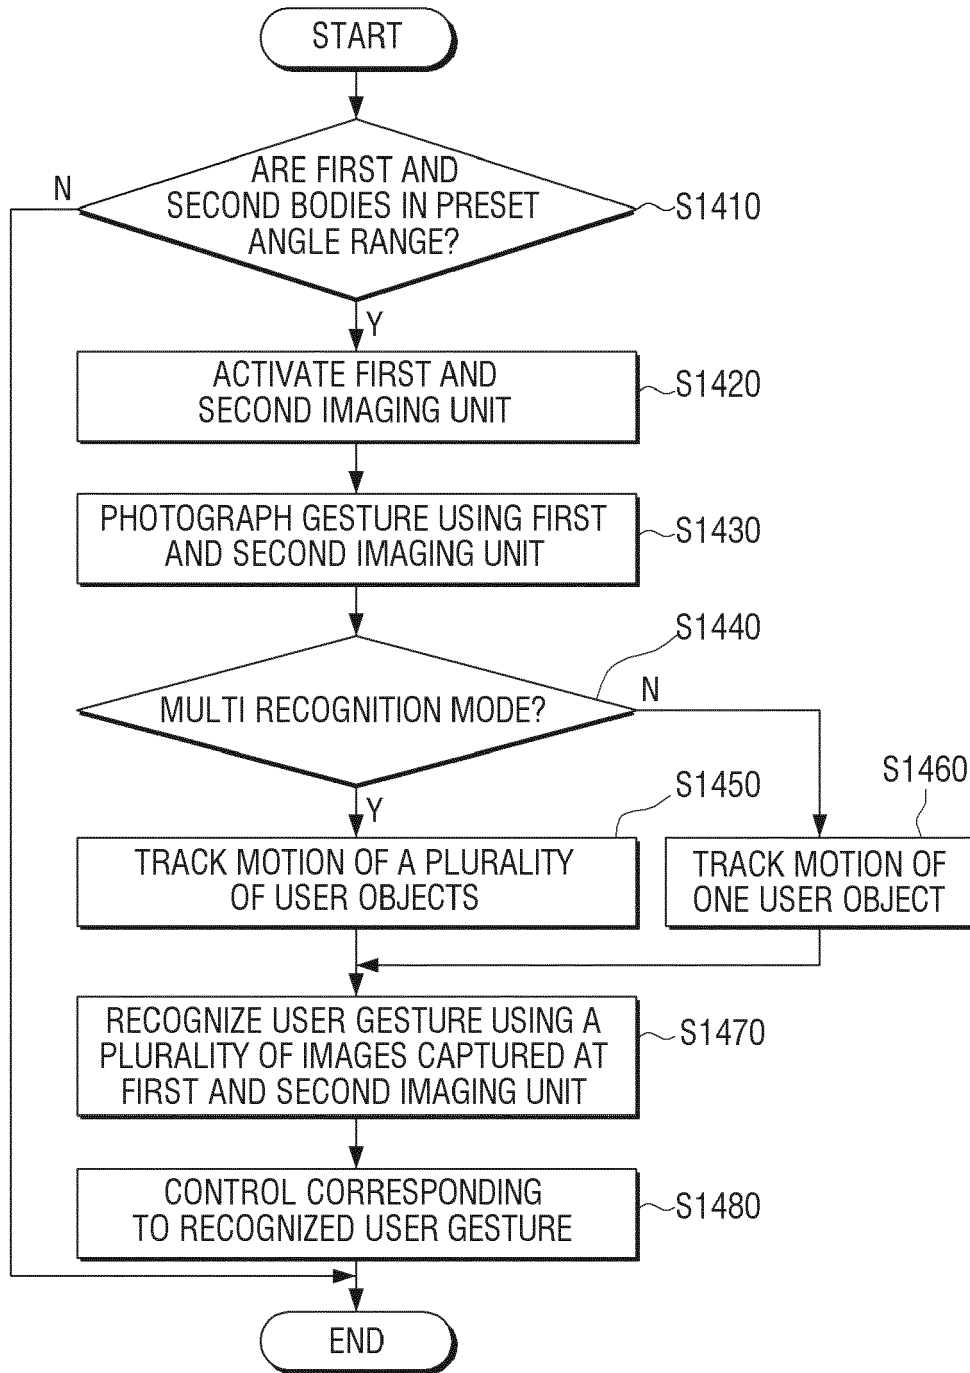 START
ARE FIRST AND
SECOND BODIES IN PRESET
ANGLE RANGE?
N
S1410
Y
ACTIVATE FIRST AND
SECOND IMAGING UNIT
S1420
PHOTOGRAPH GESTURE USING FIRST
AND SECOND IMAGING UNIT
S1430
S1440
MULTI RECOGNITION MODE?
N
Y
S1450
S1460
TRACK MOTION OF A PLURALITY
OF USER OBJECTS
TRACK MOTION OF
ONE USER OBJECT
RECOGNIZE USER GESTURE USING A
PLURALITY OF IMAGES CAPTURED AT
FIRST AND SECOND IMAGING UNIT
S1470
CONTROL CORRESPONDING
TO RECOGNIZED USER GESTURE
S1480
END